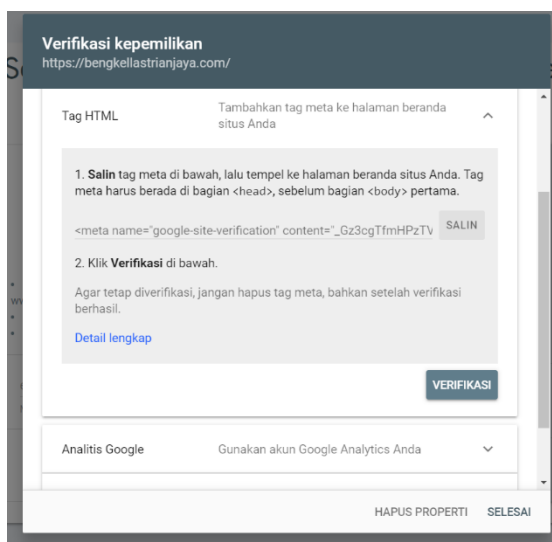 Verifikasi kepemilikan
https://bengkellastrianjaya.com/
Tag HTML
Tambahkan tag meta ke halaman beranda
situs Anda
1. Salin tag meta di bawah, lalu tempel ke halaman beranda situs Anda. Tag
meta harus berada di bagian <head>, sebelum bagian <body> pertama.
<meta name="google-site-verification" content="_Gz3cgTfmHPzTV
SALIN
2. Klik Verifikasi di bawah.
Agar tetap diverifikasi, jangan hapus tag meta, bahkan setelah verifikasi
berhasil.
Detail lengkap
VERIFIKASI
Analitis Google
Gunakan akun Google Analytics Anda
HAPUS PROPERTI
SELESAI